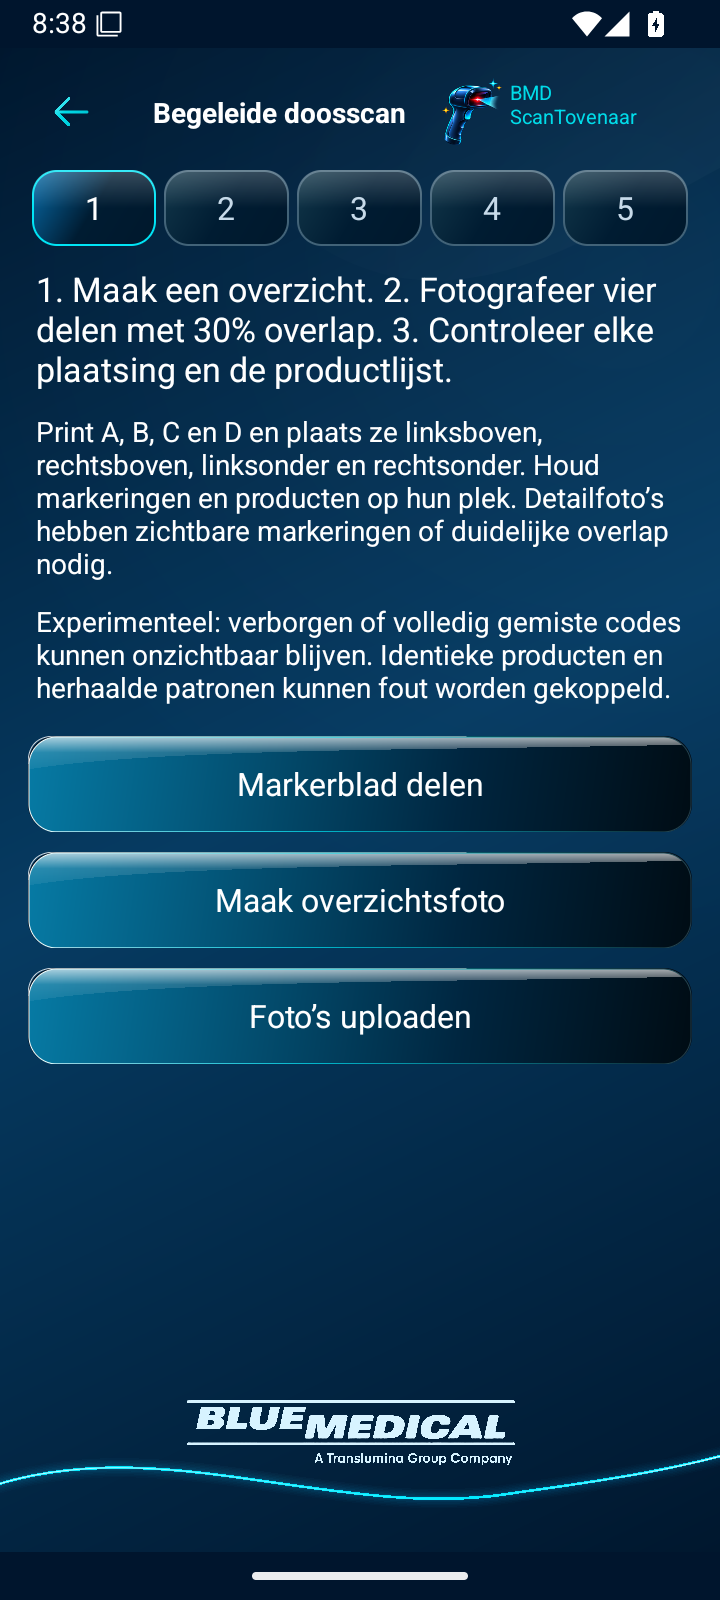 8:38
Begeleide doosscan
BMD
ScanTovenaar
1
2
3
4
5
1. Maak een overzicht. 2. Fotografeer vier
delen met 30% overlap. 3. Controleer elke
plaatsing en de productlijst.
Print A, B, C en D en plaats ze linksboven,
rechtsboven, linksonder en rechtsonder. Houd
markeringen en producten op hun plek. Detailfoto’s
hebben zichtbare markeringen of duidelijke overlap
nodig.
Experimenteel: verborgen of volledig gemiste codes
kunnen onzichtbaar blijven. Identieke producten en
herhaalde patronen kunnen fout worden gekoppeld.
Markerblad delen
Maak overzichtsfoto
Foto’s uploaden
BLUEMEDICAL
A Translumina Group Company